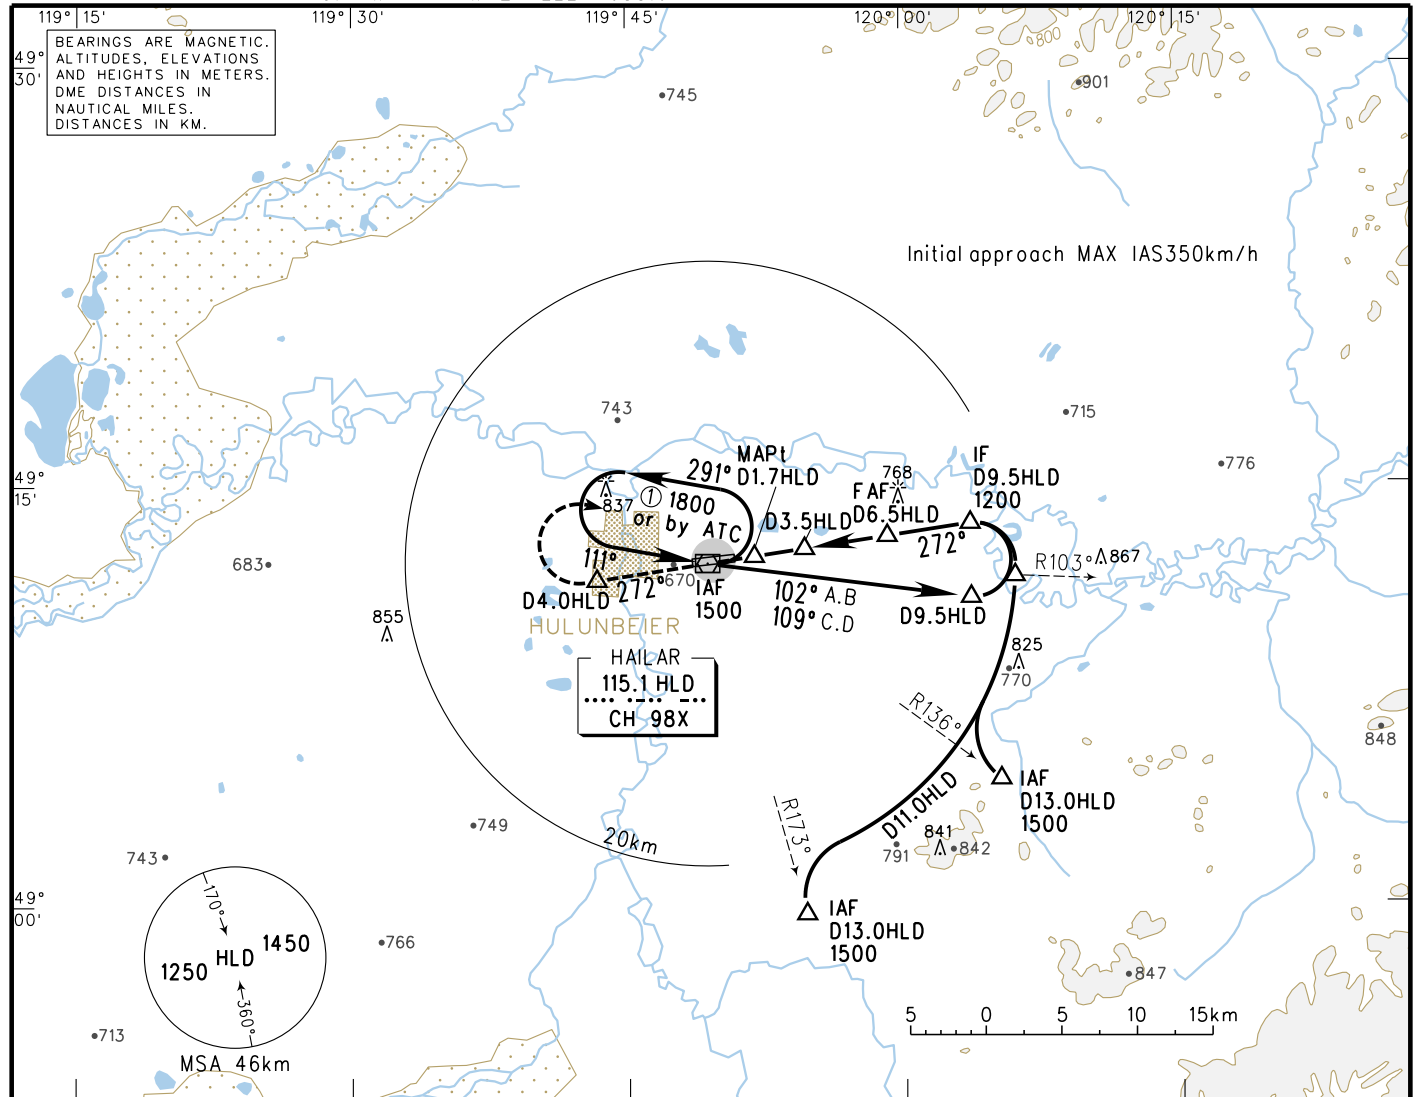 119° 15'
119° 30'
119° 45'
120° 00'
120° 15'
BEARINGS ARE MAGNETIC.
ALTITUDES, ELEVATIONS
AND HEIGHTS IN METERS.
DME DISTANCES IN
NAUTICAL MILES.
DISTANCES IN KM.
49°
30'
800
901
745
Initial approach MAX IAS350km/h
743
715
776
49°
15'
MAPt
D1.7HLD
291°
① 1800
or by ATC
837
768
FAF
D6.5HLD
D3.5HLD
IF
D9.5HLD
1200
272°
R103°
867
683
111°
272°
670
IAF
1500
102° A.B
109° C.D
D9.5HLD
D4.0HLD
HULUNBEIER
855
HAILAR
115.1 HLD
CH 98X
825
770
R136°
848
IAF
D13.0HLD
1500
D11.0HLD
R173°
749
20km
841
842
791
743
49°
00'
IAF
D13.0HLD
1500
766
847
170°
1450
HLD
1250
360°
MSA 46km
713
5 0 5 10 15km